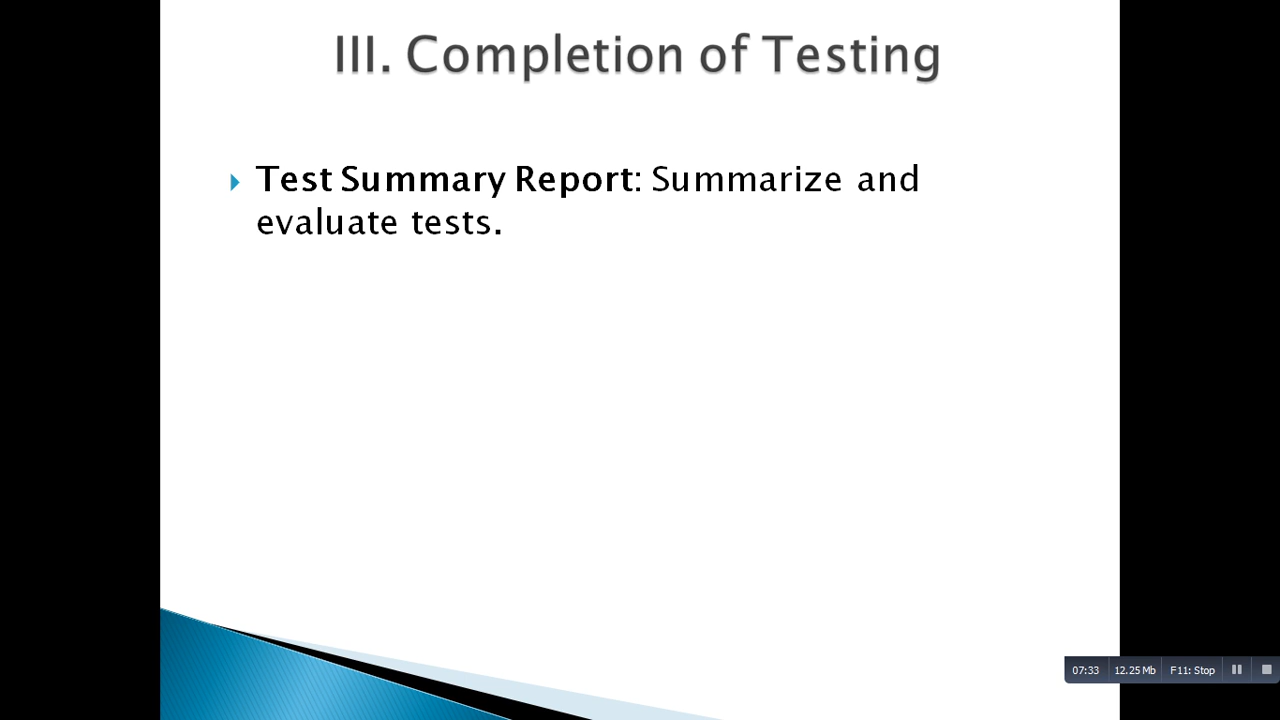 III. Completion of Testing
Test Summary Report: Summarize and
evaluate tests.
07:33 12.25 Mb F11: Stop